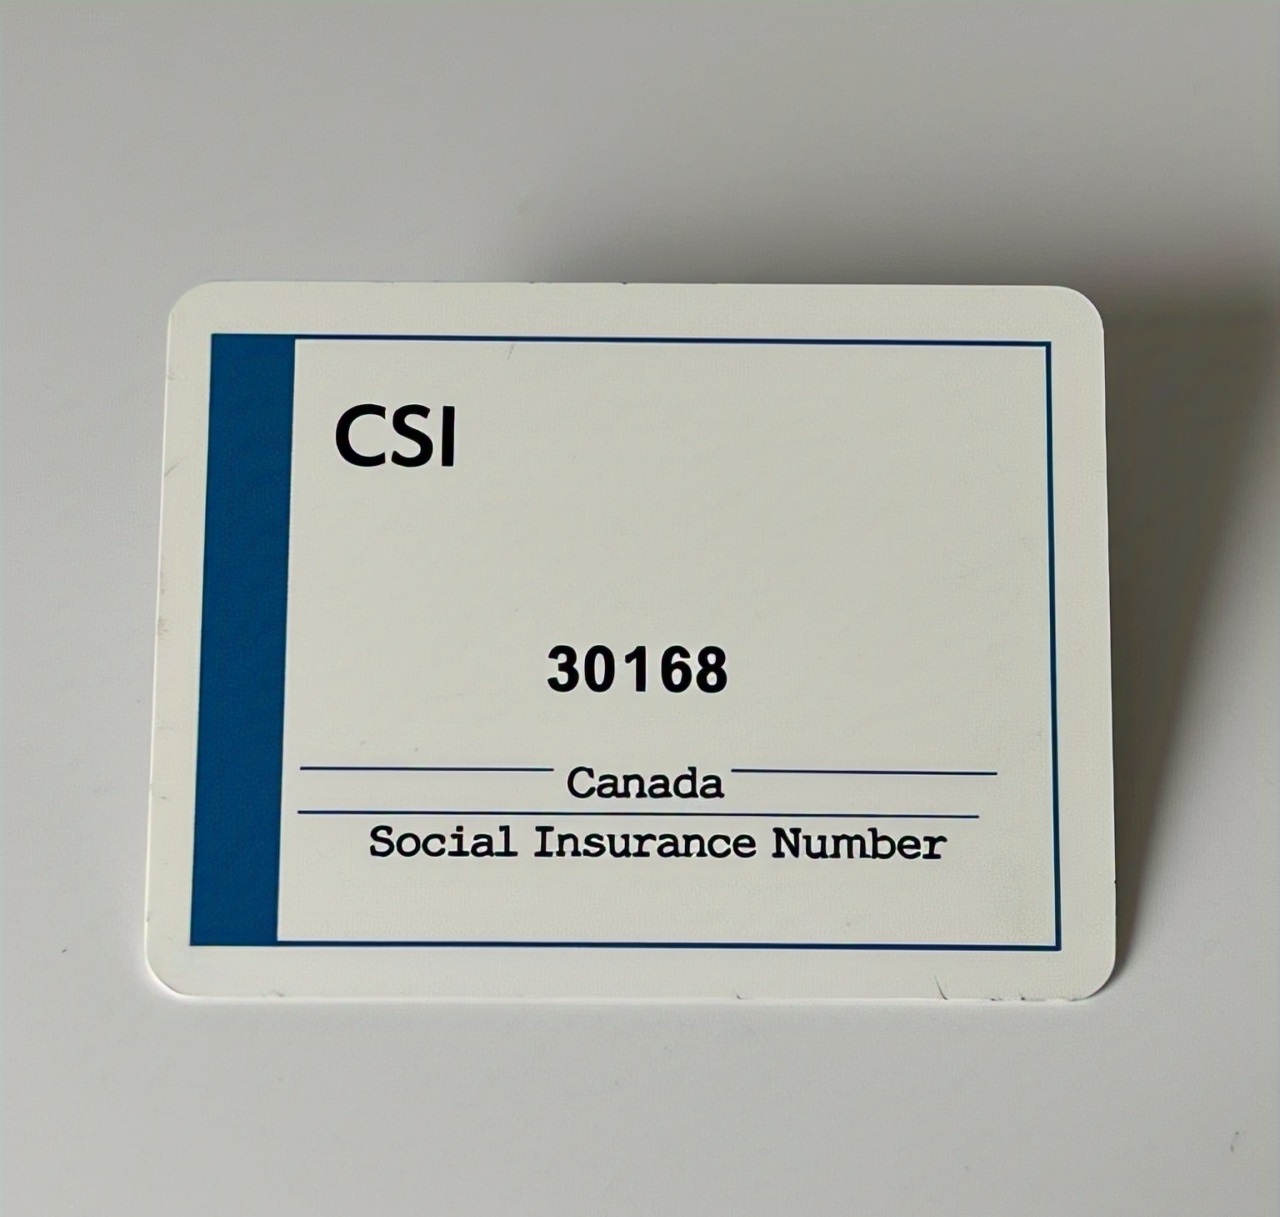 CSI
30168
Canada
Social Insurance Number